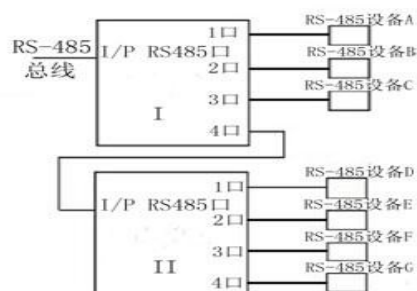 RS-485设备A
1口
RS-485 I/P RS485口
总线
RS-485设备B
2口
RS-485设备C
3口
I
4口
RS-485设备D
1口
I/P RS485口
RS-485设备E
2口
RS-485设备F
3口
II
RS-485设备G
4口